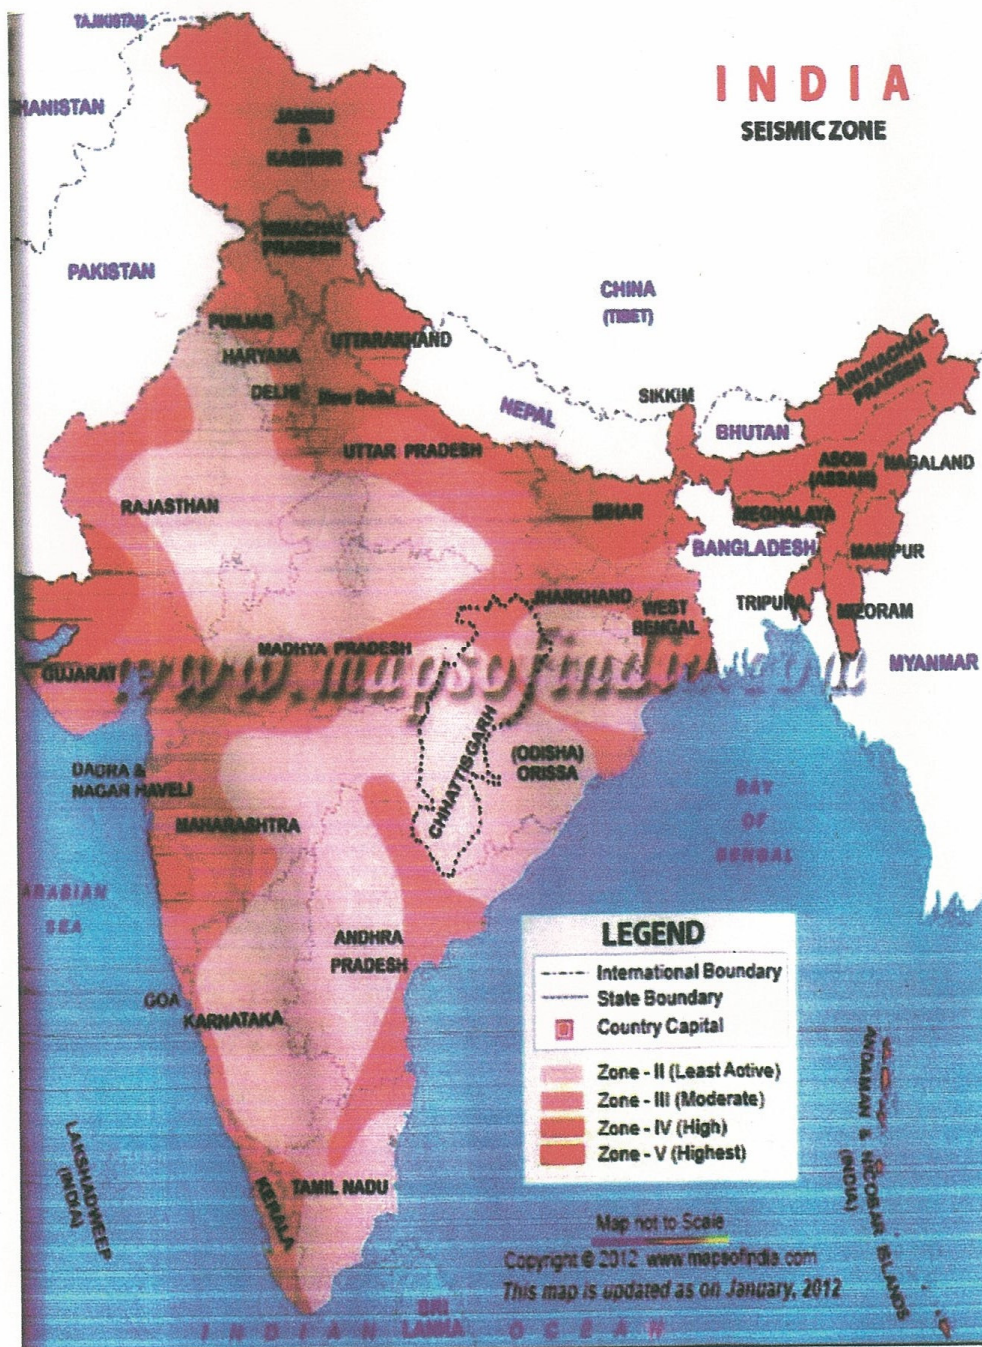 TAJIKISTAN
INDIA
SEISMIC ZONE
HANISTAN
JAMMU
&
KASHMIR
HIMACHAL
PRADESH
PAKISTAN
CHINA
(TIBET)
PUNJAB
UTTARAKHAND
HARYANA
ARUNACHAL
PRADESH
DELHI
New Delhi
SIKKIM
NEPAL
BHUTAN
UTTAR PRADESH
ASOM
(ASSAM)
NAGALAND
RAJASTHAN
BIHAR
MEGHALAYA
BANGLADESH
MANIPUR
JHARKHAND
WEST
BENGAL
TRIPURA
MIZORAM
MADHYA PRADESH
MYANMAR
GUJARAT
www.mapsofindia.com
CHHATTISGARH
(ODISHA)
ORISSA
DADRA &
NAGAR HAVELI
BAY
OF
BENGAL
MAHARASHTRA
ARABIAN
SEA
ANDHRA
PRADESH
GOA
KARNATAKA
LEGEND
International Boundary
State Boundary
Country Capital
Zone - II (Least Active)
Zone - III (Moderate)
Zone - IV (High)
Zone - V (Highest)
ANDAMAN & NICOBAR ISLANDS
(INDIA)
LAKSHADWEEP
(INDIA)
KERALA
TAMIL NADU
Map not to Scale
Copyright © 2012 www.mapsofindia.com
This map is updated as on January, 2012
SRI
LANKA
INDIAN OCEAN